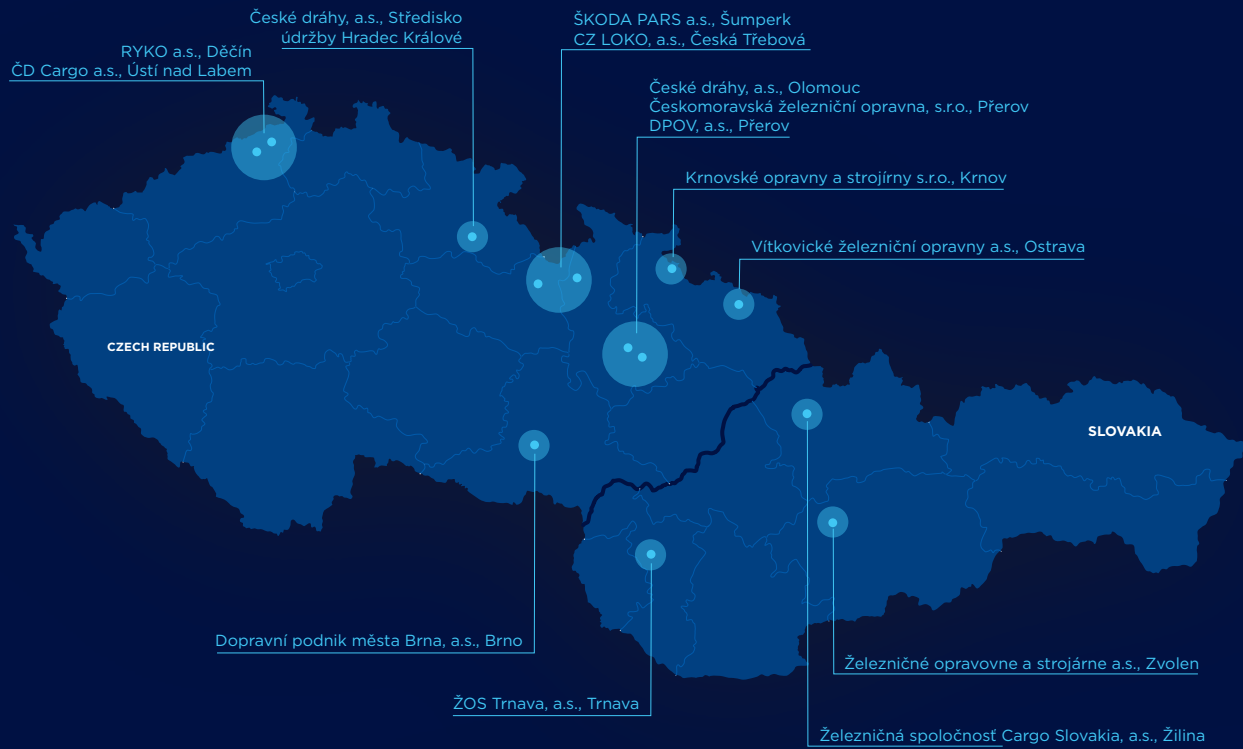 České dráhy, a.s., Středisko
údržby Hradec Králové
ŠKODA PARS a.s., Šumperk
CZ LOKO, a.s., Česká Třebová
RYKO a.s., Děčín
ČD Cargo a.s., Ústí nad Labem
České dráhy, a.s., Olomouc
Českomoravská železniční opravna, s.r.o., Přerov
DPOV, a.s., Přerov
Krnovské opravny a strojírny s.r.o., Krnov
Vítkovické železniční opravny a.s., Ostrava
CZECH REPUBLIC
SLOVAKIA
Dopravní podnik města Brna, a.s., Brno
Železničné opravovne a strojárne a.s., Zvolen
ŽOS Trnava, a.s., Trnava
Železničná spoločnosť Cargo Slovakia, a.s., Žilina